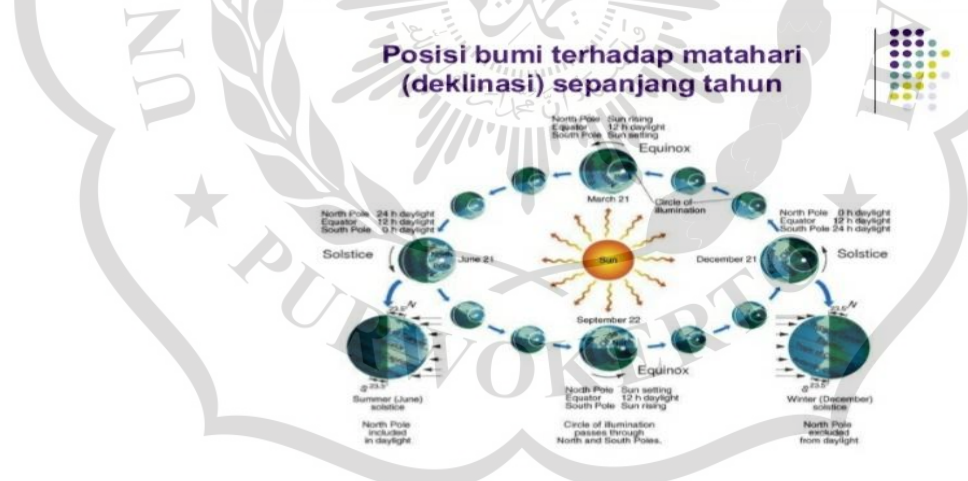 Posisi bumi terhadap matahari
(deklinasi) sepanjang tahun
North Pole Sun rising
Equator 12 h daylight
South Pole Sun setting
Equinox
March 21
Circle of
illumination
North Pole 24 h daylight
Equator 12 h daylight
South Pole 0 h daylight
Solstice
June 21
Sun
December 21
North Pole 0 h daylight
Equator 12 h daylight
South Pole 24 h daylight
Solstice
September 22
Equinox
North Pole Sun setting
Equator 12 h daylight
South Pole Sun rising
Circle of illumination
passes through
North and South Poles.
23.5° N
S 23.5°
Summer (June)
solstice
North Pole
included
in daylight
23.5° N
S 23.5°
Winter (December)
solstice
North Pole
excluded
from daylight
PURWOKERTO